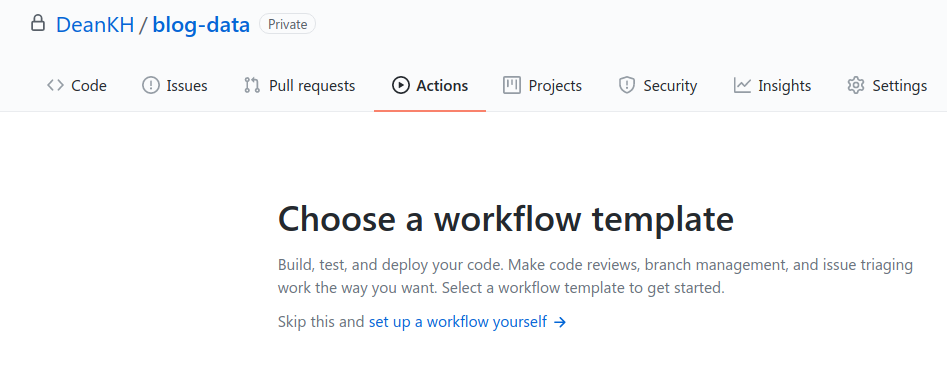 DeanKH / blog-data Private
Code Issues Pull requests Actions Projects Security Insights Settings
Choose a workflow template
Build, test, and deploy your code. Make code reviews, branch management, and issue triaging
work the way you want. Select a workflow template to get started.
Skip this and set up a workflow yourself →